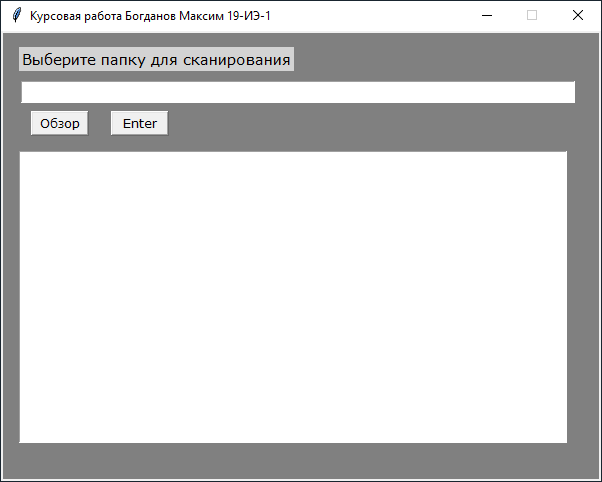 Курсовая работа Богданов Максим 19-ИЭ-1
Выберите папку для сканирования
Обзор Enter